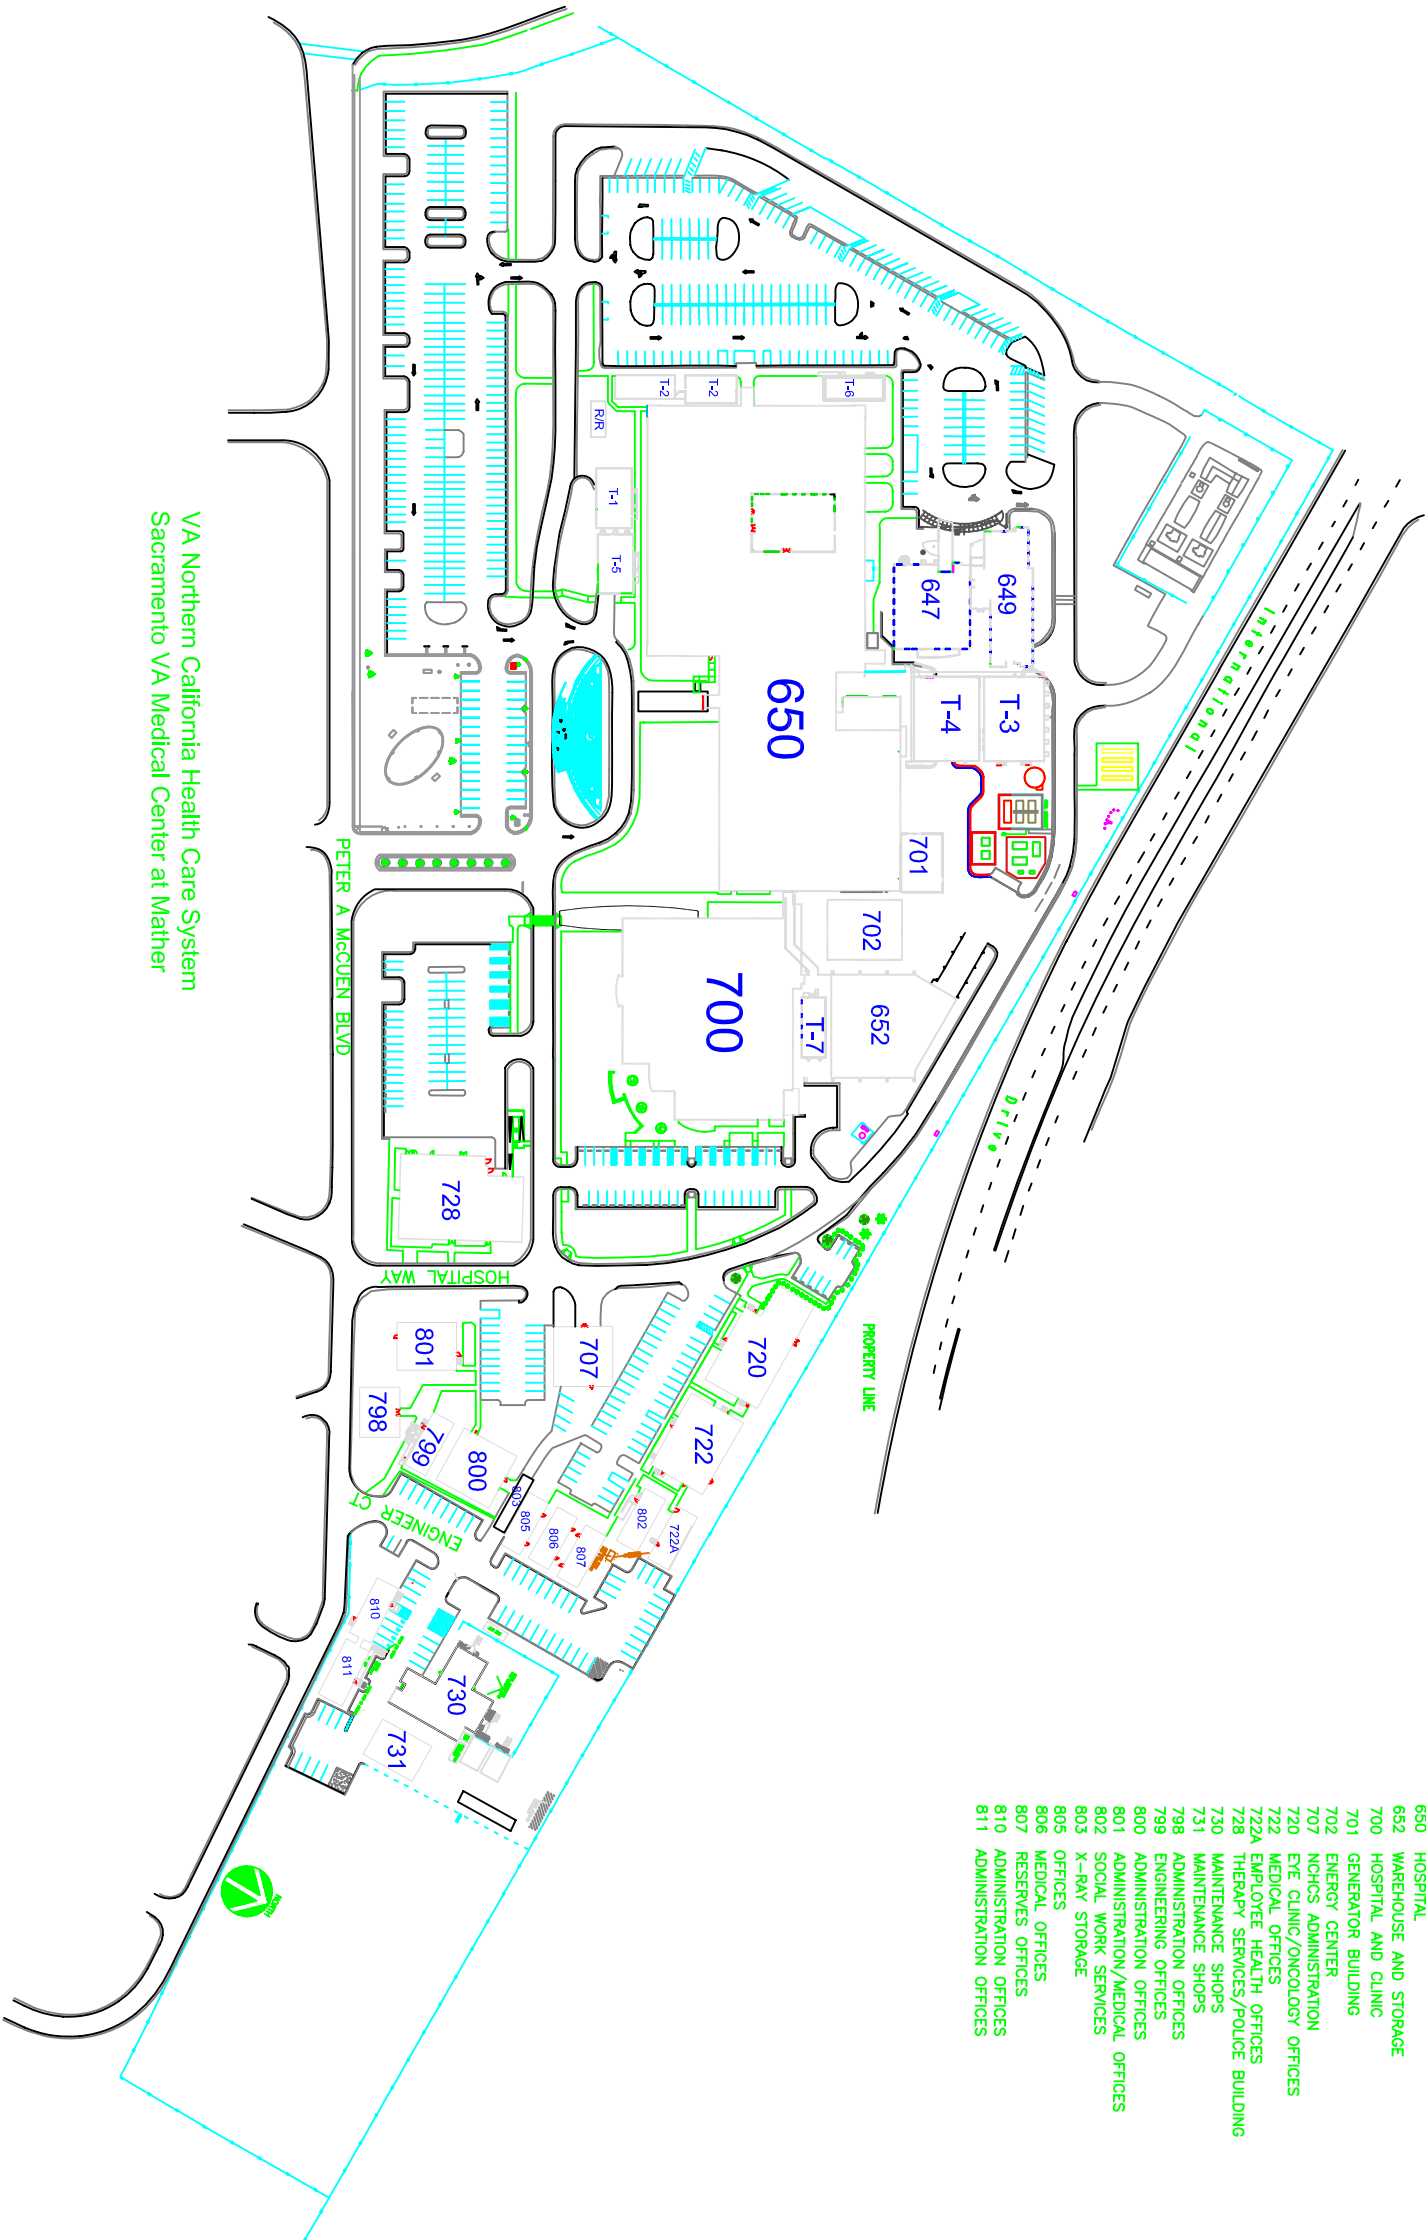 VA Northern California Health Care System
Sacramento VA Medical Center at Mather
PETER A McCUEN BLVD
HOSPITAL WAY
ENGINEER CT
International
Drive
PROPERTY LINE
NORTH
T-2
T-2
T-6
R/R
T-1
T-5
647
649
650
T-4
T-3
701
702
700
T-7
652
728
801
707
720
798
799
800
722
803
805
806
807
802
722A
810
811
730
731
650 HOSPITAL
652 WAREHOUSE AND STORAGE
700 HOSPITAL AND CLINIC
701 GENERATOR BUILDING
702 ENERGY CENTER
707 NCHCS ADMINISTRATION
720 EYE CLINIC/ONCOLOGY OFFICES
722 MEDICAL OFFICES
722A EMPLOYEE HEALTH OFFICES
728 THERAPY SERVICES/POLICE BUILDING
730 MAINTENANCE SHOPS
731 MAINTENANCE SHOPS
798 ADMINISTRATION OFFICES
799 ENGINEERING OFFICES
800 ADMINISTRATION OFFICES
801 ADMINISTRATION/MEDICAL OFFICES
802 SOCIAL WORK SERVICES
803 X-RAY STORAGE
805 OFFICES
806 MEDICAL OFFICES
807 RESERVES OFFICES
810 ADMINISTRATION OFFICES
811 ADMINISTRATION OFFICES